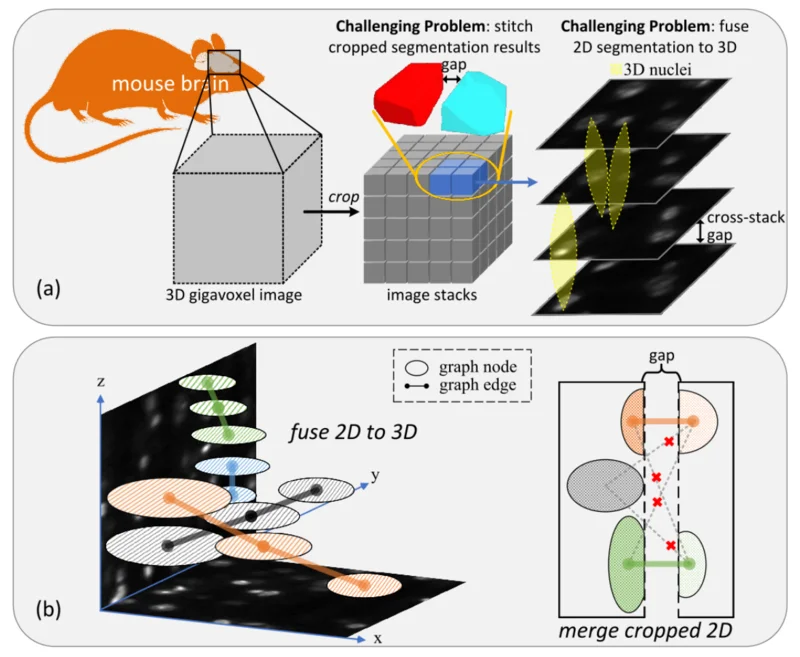 Challenging Problem: stitch
cropped segmentation results
gap
Challenging Problem: fuse
2D segmentation to 3D
3D nuclei
mouse brain
crop
cross-stack
gap
(a)
3D gigavoxel image
image stacks
z
graph node
graph edge
gap
fuse 2D to 3D
y
(b)
x
merge cropped 2D